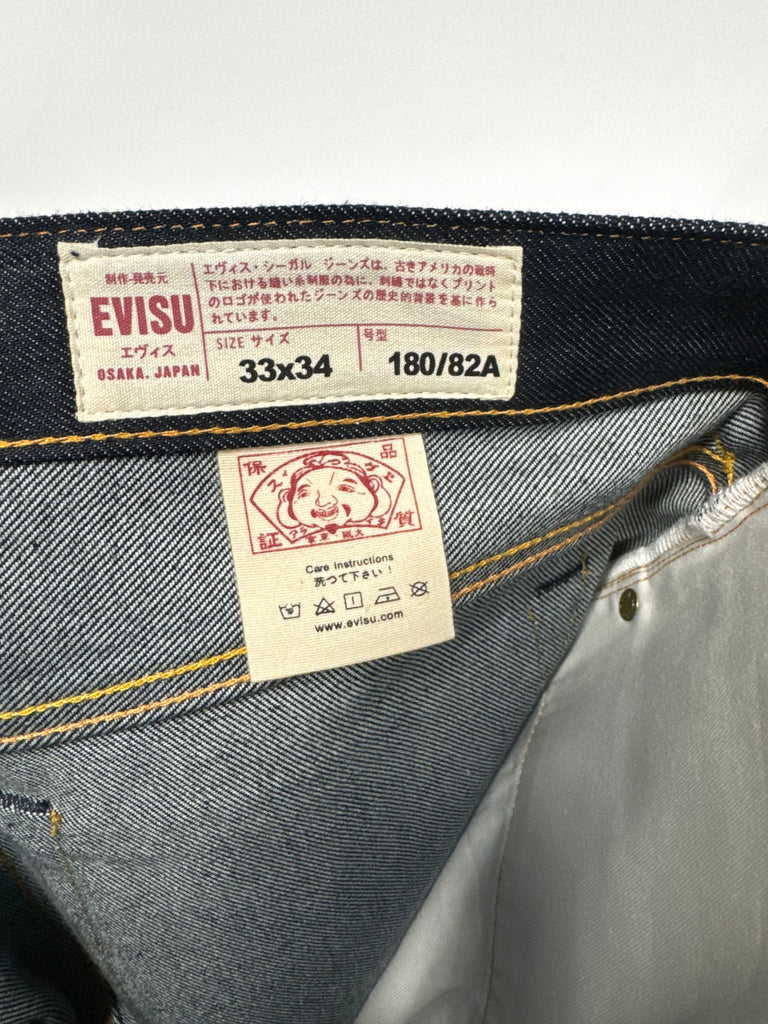 制作・発売元
EVISU
エヴィス
OSAKA. JAPAN
エヴィス・シーガル ジーンズは、古きアメリカの戦時
下における縫い糸制服の為に、刺繍ではなくプリント
のロゴが使われたジーンズの歴史的背景を基に作ら
れています。
SIZE サイズ
33x34
号型
180/82A
保 品
証 質
Care instructions
洗つて下さい!
www.evisu.com